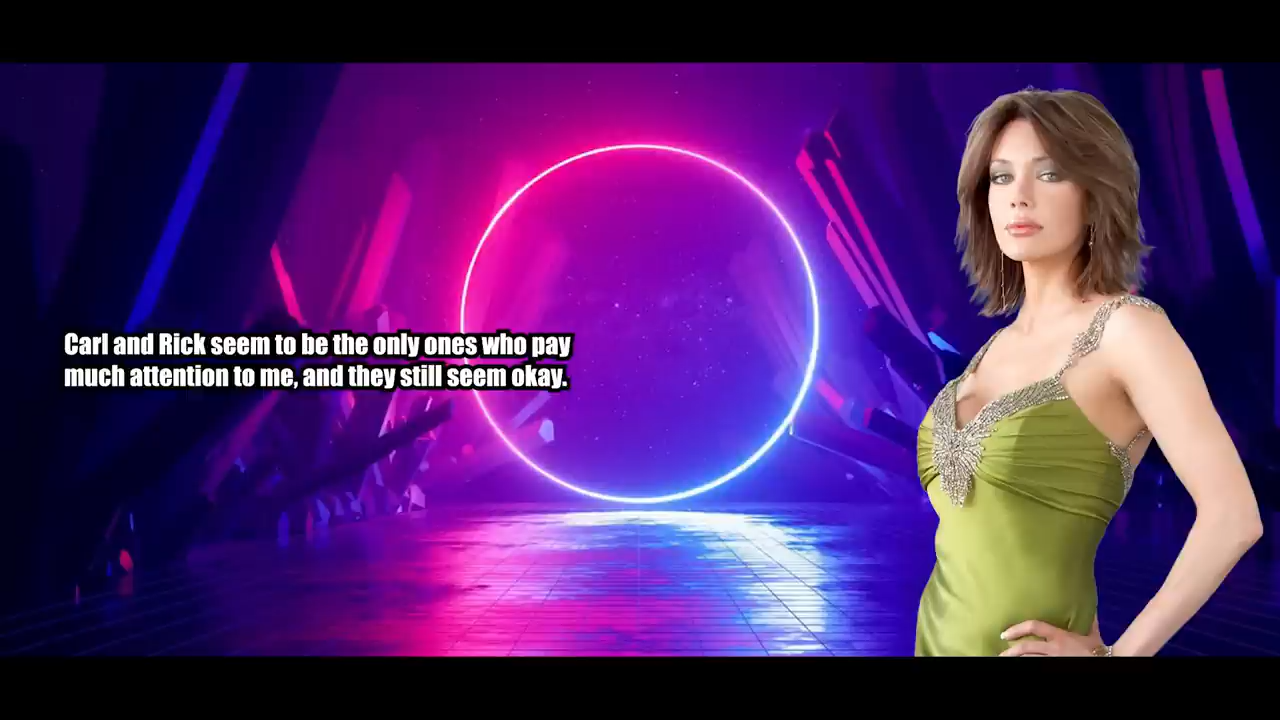 Carl and Rick seem to be the only ones who pay
much attention to me, and they still seem okay.